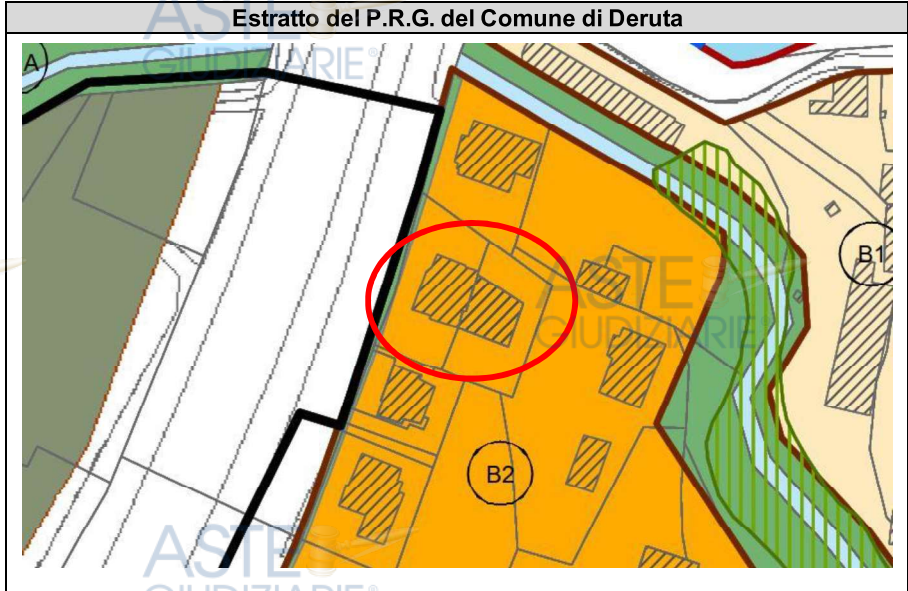 Estratto del P.R.G. del Comune di Deruta
ASTE
GIUDIZIARIE®
A
B1
ASTE
GIUDIZIARIE®
B2
ASTE
GIUDIZIARIE®